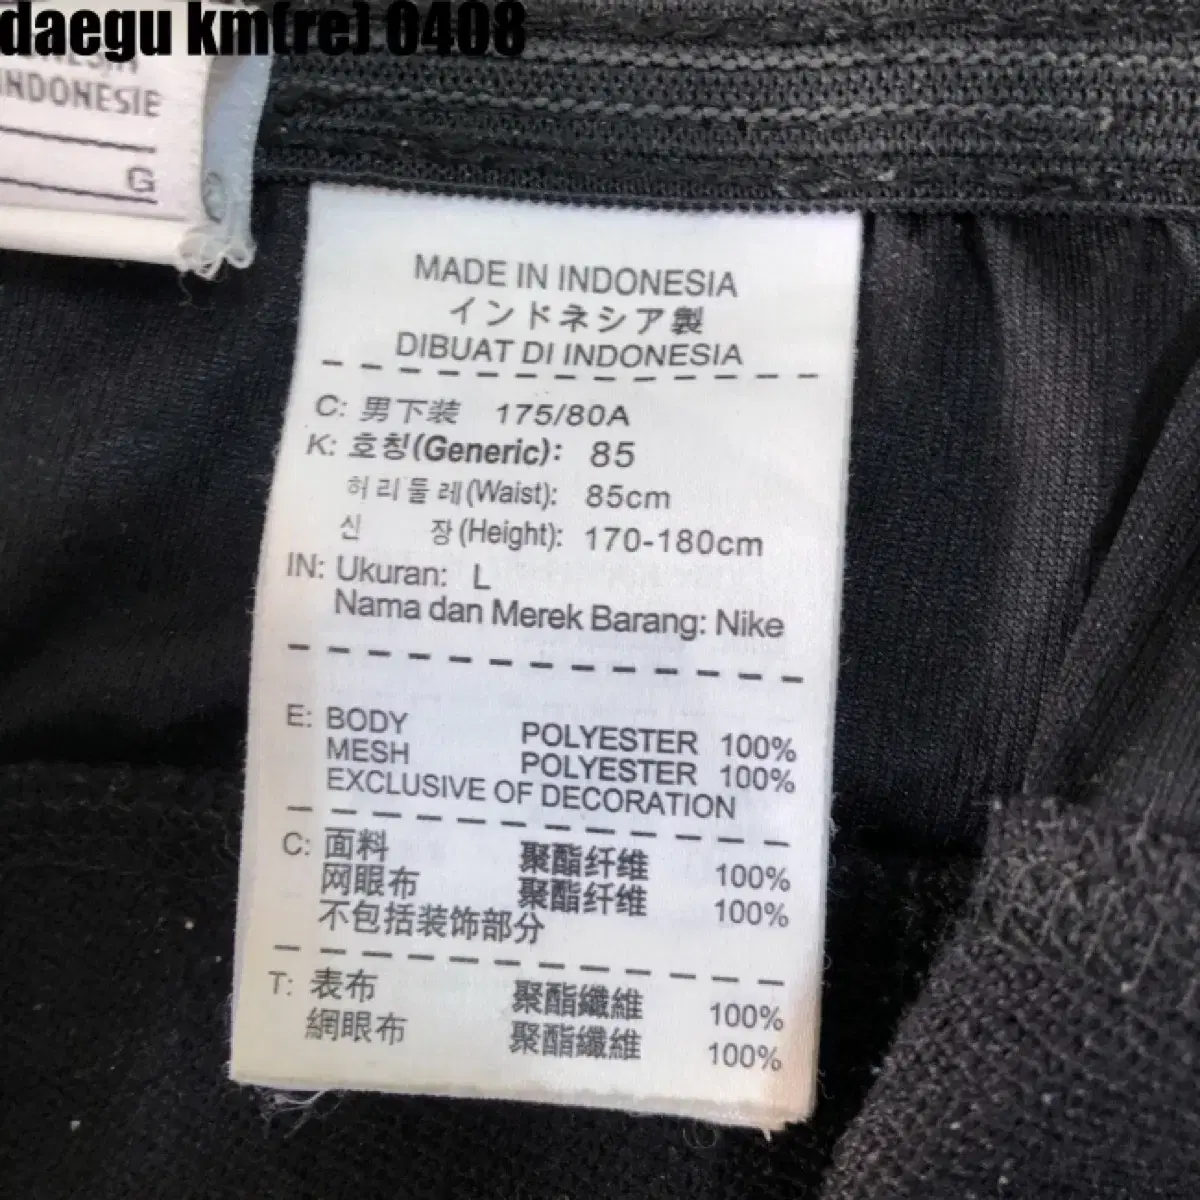 daegu km(re) 0408
INDONESIE
G
MADE IN INDONESIA
インドネシア製
DIBUAT DI INDONESIA
C: 男下装 175/80A
K: 호칭(Generic): 85
허리둘레(Waist): 85cm
신 장(Height): 170-180cm
IN: Ukuran: L
Nama dan Merek Barang: Nike
E: BODY POLYESTER 100%
MESH POLYESTER 100%
EXCLUSIVE OF DECORATION
C: 面料 聚酯纤维 100%
网眼布 聚酯纤维 100%
不包括装饰部分
T: 表布 聚酯纖維 100%
網眼布 聚酯纖維 100%